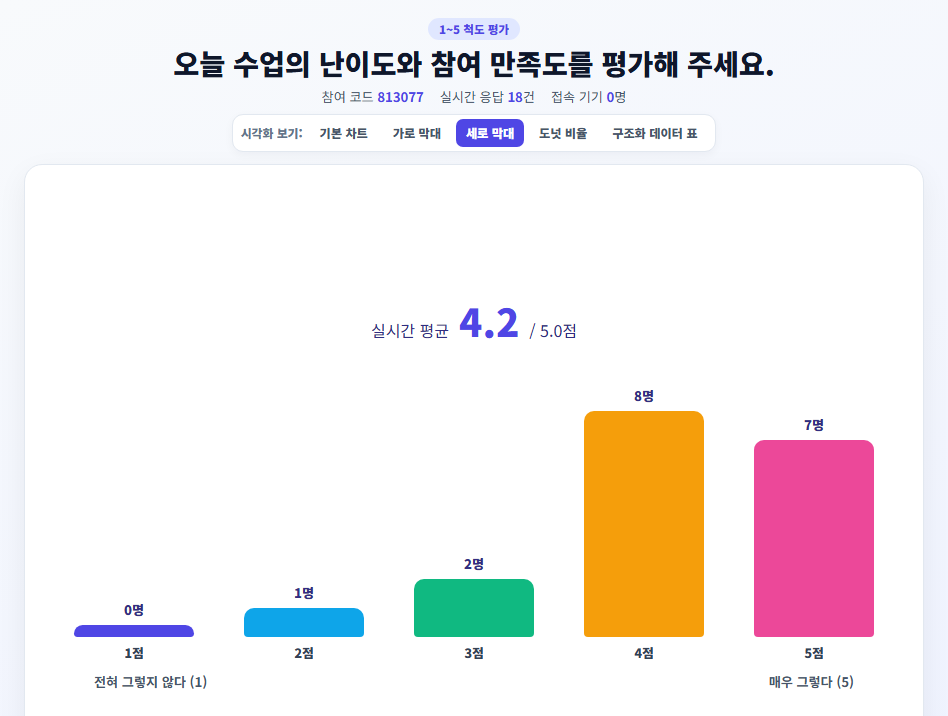 1~5 척도 평가
오늘 수업의 난이도와 참여 만족도를 평가해 주세요.
참여 코드 813077 실시간 응답 18건 접속 기기 0명
시각화 보기: 기본 차트 가로 막대 세로 막대 도넛 비율 구조화 데이터 표
실시간 평균 4.2 / 5.0점
8명
7명
2명
1명
0명
1점 2점 3점 4점 5점
전혀 그렇지 않다 (1) 매우 그렇다 (5)